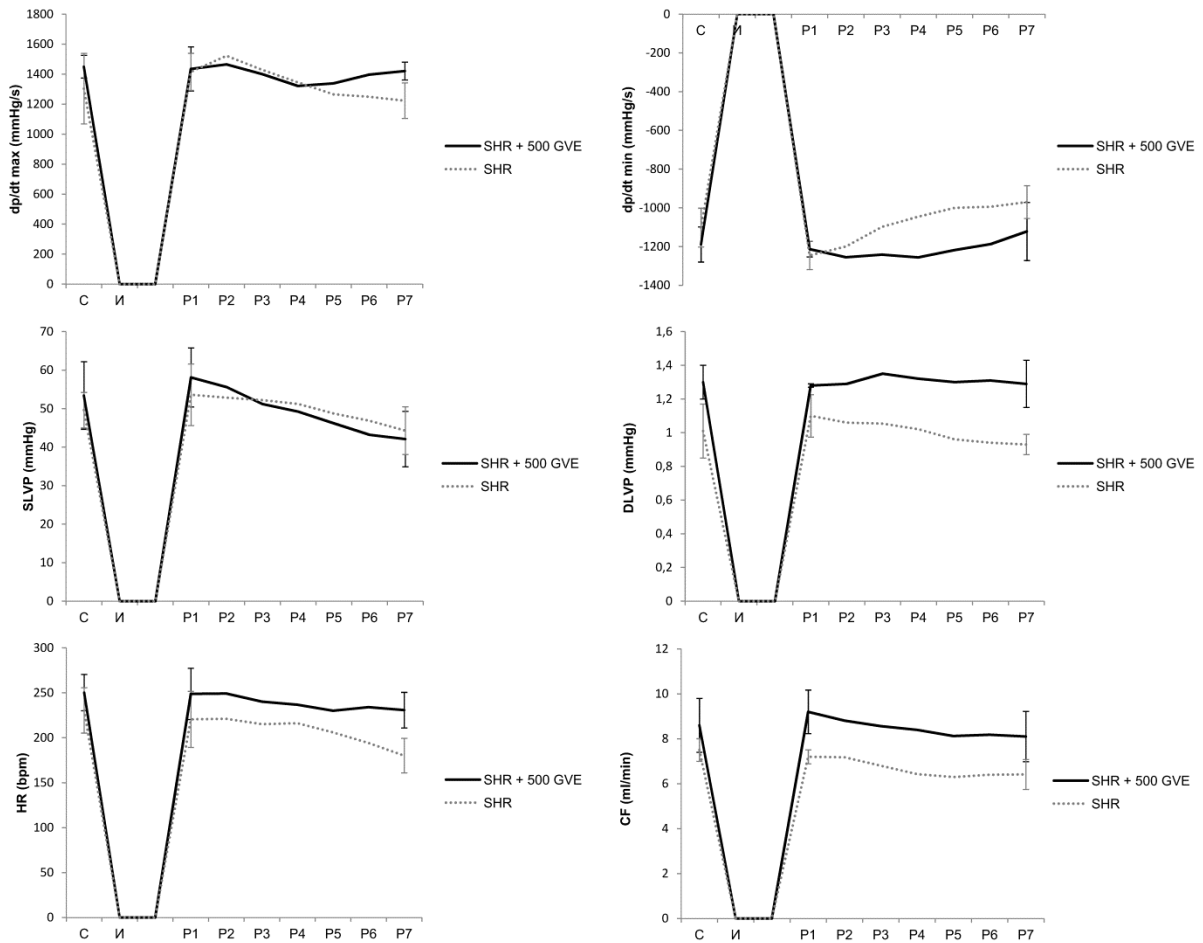 dp/dt max (mmHg/s)
1800
1600
1400
1200
1000
800
600
400
200
0
C И P1 P2 P3 P4 P5 P6 P7
SHR + 500 GVE
SHR
dp/dt min (mmHg/s)
0
-200
-400
-600
-800
-1000
-1200
-1400
C И P1 P2 P3 P4 P5 P6 P7
SHR + 500 GVE
SHR
SLVP (mmHg)
70
60
50
40
30
20
10
0
C И P1 P2 P3 P4 P5 P6 P7
SHR + 500 GVE
SHR
DLVP (mmHg)
1,6
1,4
1,2
1
0,8
0,6
0,4
0,2
0
C И P1 P2 P3 P4 P5 P6 P7
SHR + 500 GVE
SHR
HR (bpm)
300
250
200
150
100
50
0
C И P1 P2 P3 P4 P5 P6 P7
SHR + 500 GVE
SHR
CF (ml/min)
12
10
8
6
4
2
0
C И P1 P2 P3 P4 P5 P6 P7
SHR + 500 GVE
SHR